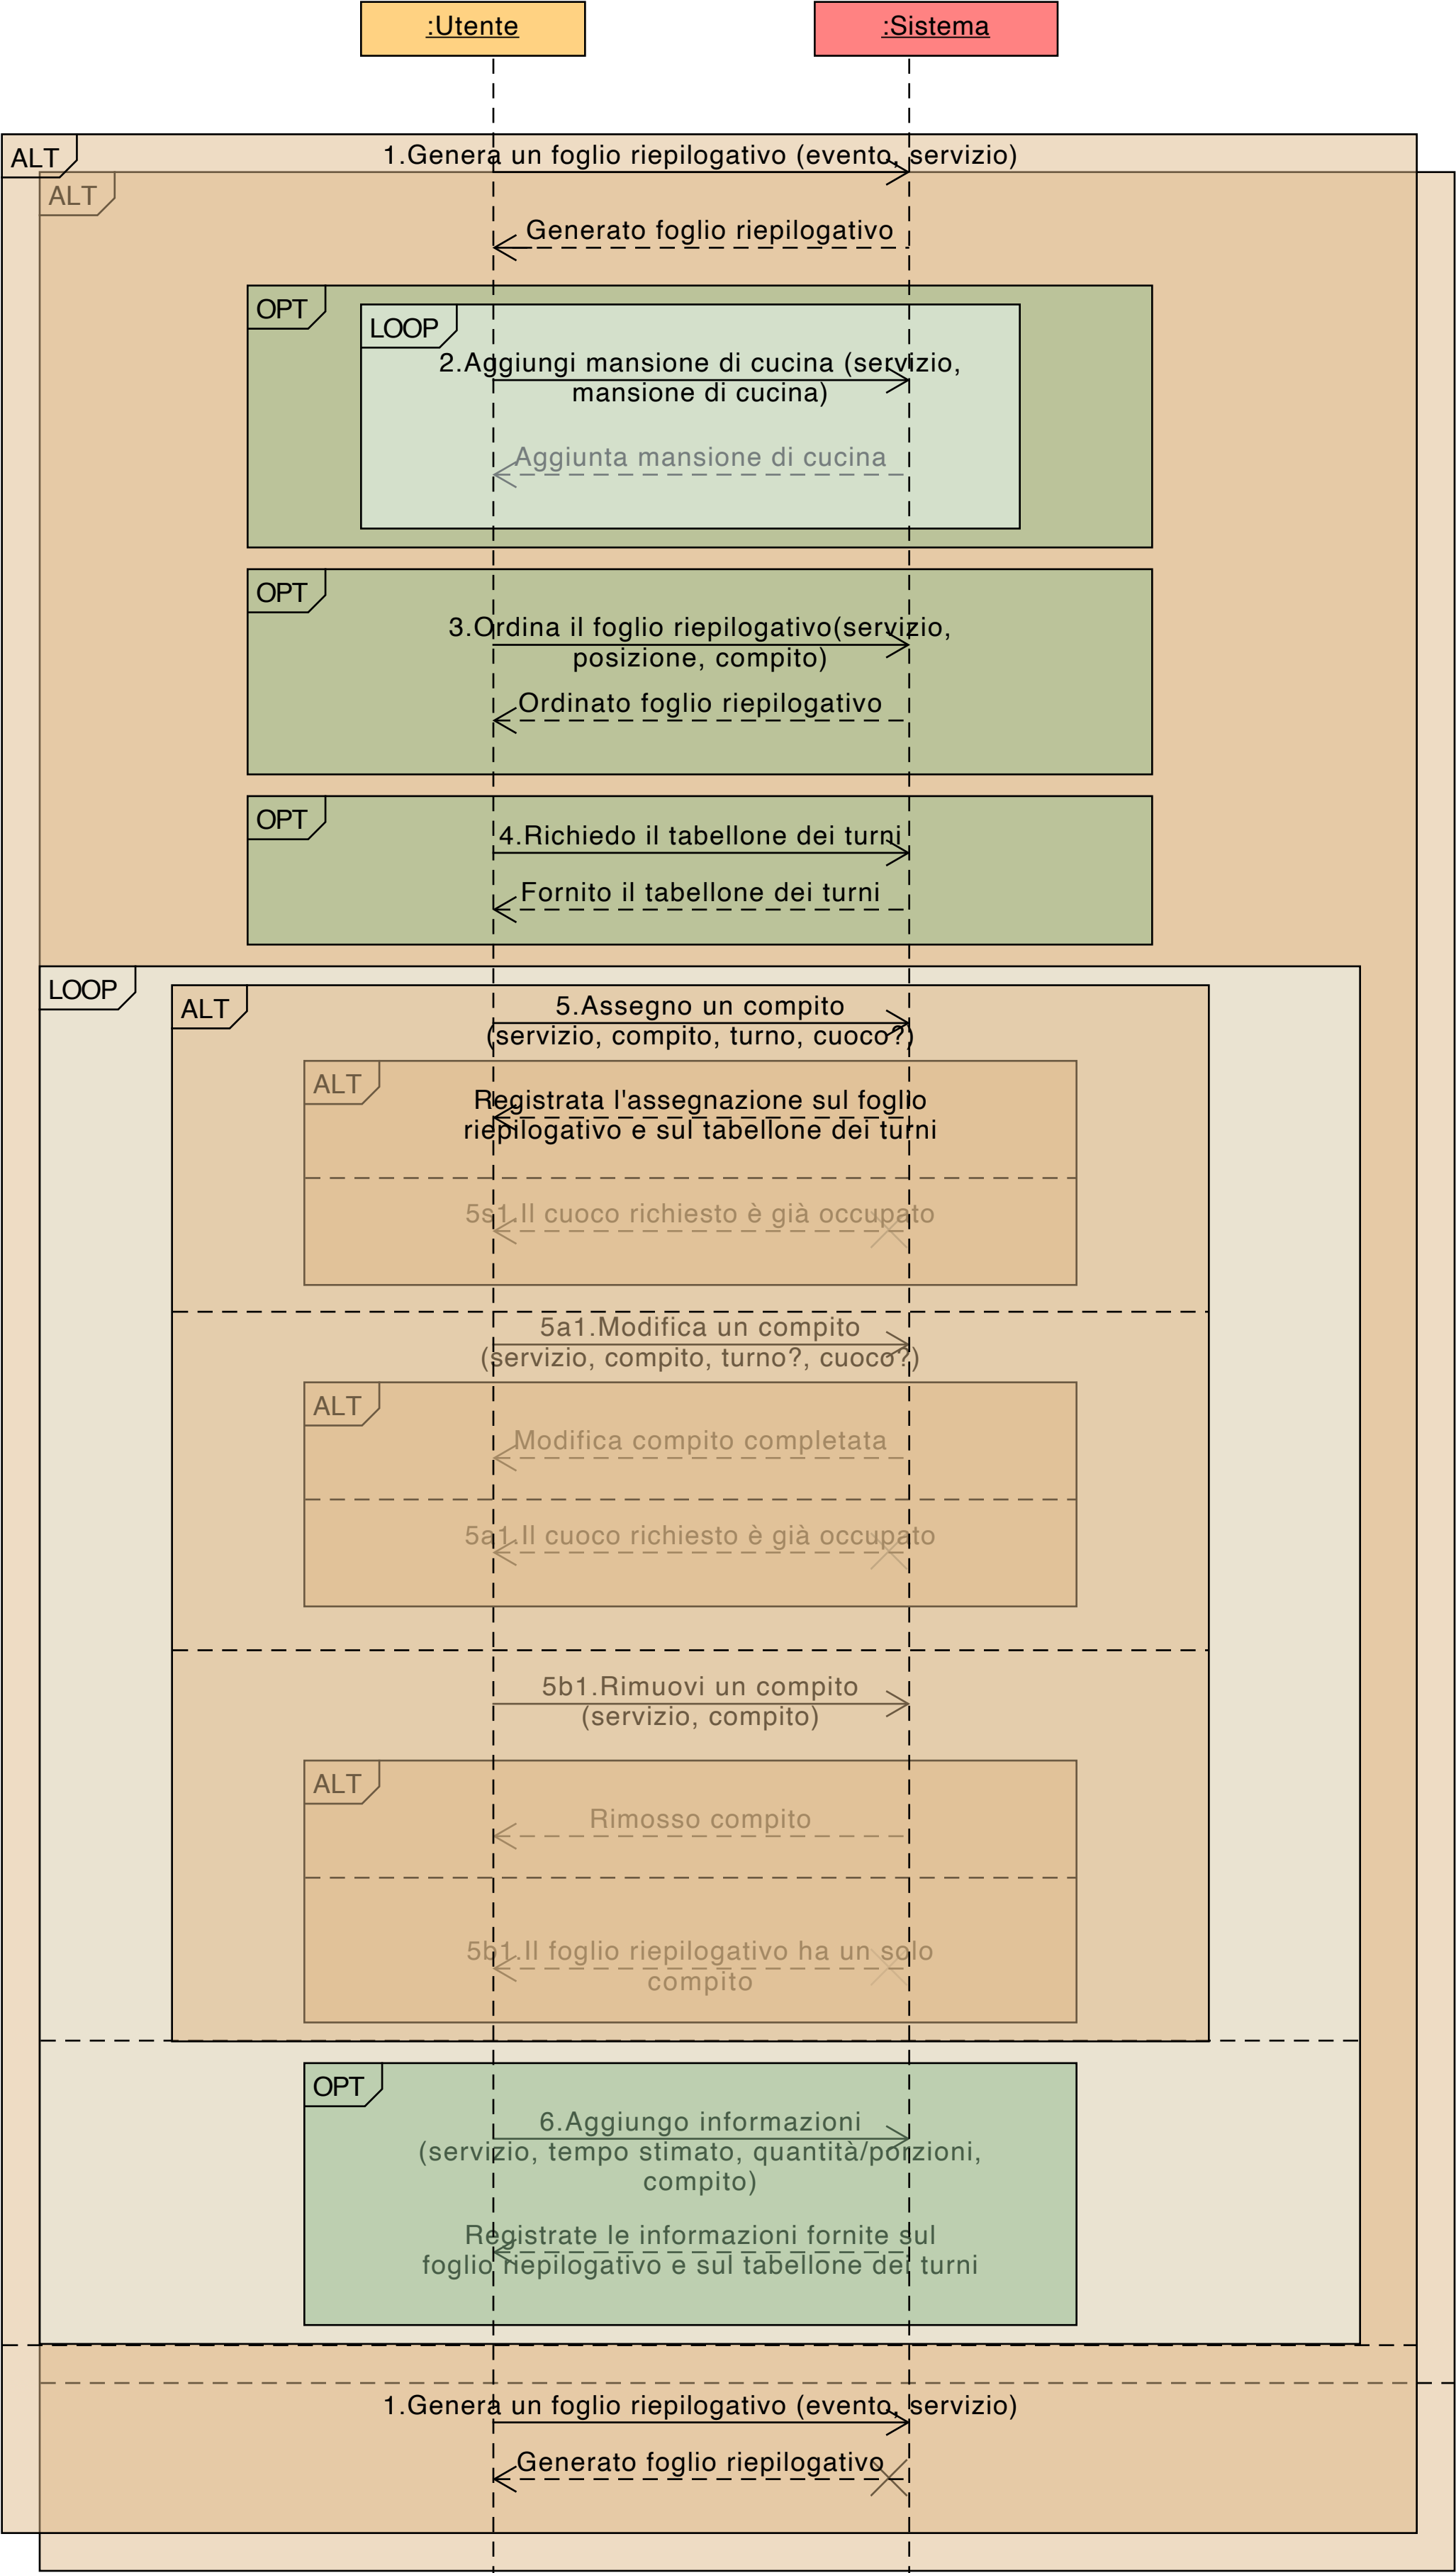 :Utente
:Sistema
ALT
1.Genera un foglio riepilogativo (evento, servizio)
ALT
Generato foglio riepilogativo
OPT
LOOP
2.Aggiungi mansione di cucina (servizio,
mansione di cucina)
Aggiunta mansione di cucina
OPT
3.Ordina il foglio riepilogativo(servizio,
posizione, compito)
Ordinato foglio riepilogativo
OPT
4.Richiedo il tabellone dei turni
Fornito il tabellone dei turni
LOOP
ALT
5.Assegno un compito
(servizio, compito, turno, cuoco?)
ALT
Registrata l'assegnazione sul foglio
riepilogativo e sul tabellone dei turni
5s1.Il cuoco richiesto è già occupato
5a1.Modifica un compito
(servizio, compito, turno?, cuoco?)
ALT
Modifica compito completata
5a1.Il cuoco richiesto è già occupato
5b1.Rimuovi un compito
(servizio, compito)
ALT
Rimosso compito
5b1.Il foglio riepilogativo ha un solo
compito
OPT
6.Aggiungo informazioni
(servizio, tempo stimato, quantità/porzioni,
compito)
Registrate le informazioni fornite sul
foglio riepilogativo e sul tabellone dei turni
1.Genera un foglio riepilogativo (evento, servizio)
Generato foglio riepilogativo